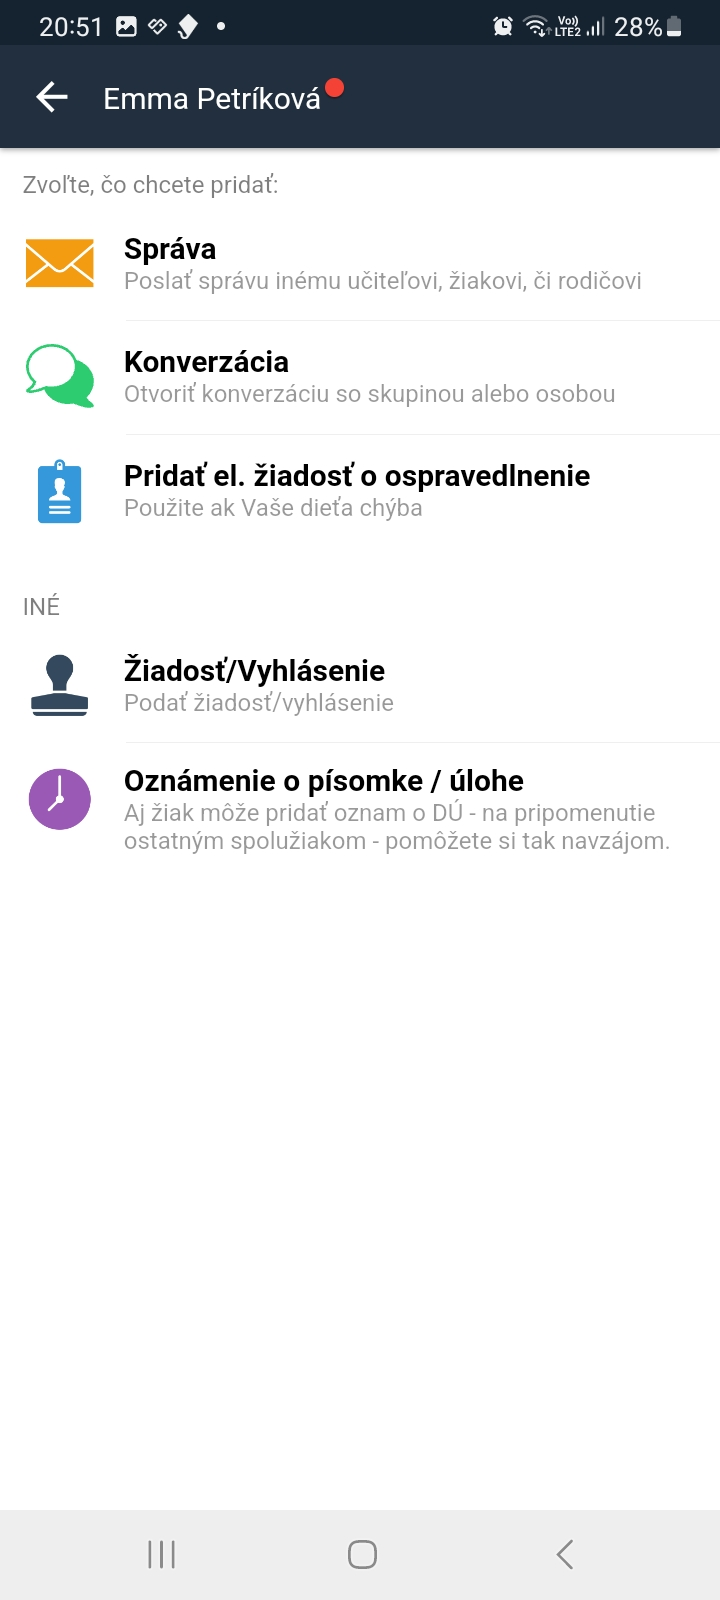 20:51
Vo)) LTE2
28%
Emma Petríková
Zvoľte, čo chcete pridať:
Správa
Poslať správu inému učiteľovi, žiakovi, či rodičovi
Konverzácia
Otvoriť konverzáciu so skupinou alebo osobou
Pridať el. žiadosť o ospravedlnenie
Použite ak Vaše dieťa chýba
INÉ
Žiadosť/Vyhlásenie
Podať žiadosť/vyhlásenie
Oznámenie o písomke / úlohe
Aj žiak môže pridať oznam o DÚ - na pripomenutie
ostatným spolužiakom - pomôžete si tak navzájom.